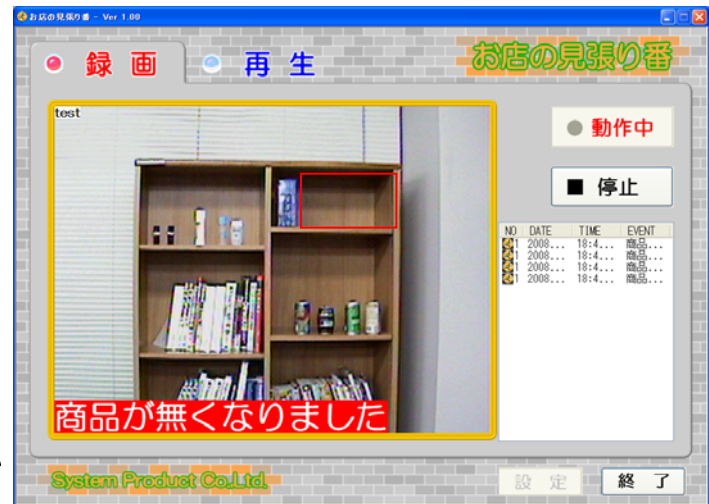 お店の見張り番 - Ver 1.00
録画
再生
お店の見張り番
test
動作中
■ 停止
NO DATE TIME EVENT
1 2008... 18:4... 商品...
1 2008... 18:4... 商品...
1 2008... 18:4... 商品...
1 2008... 18:4... 商品...
商品が無くなりました
System Product Co.,Ltd.
設定
終了